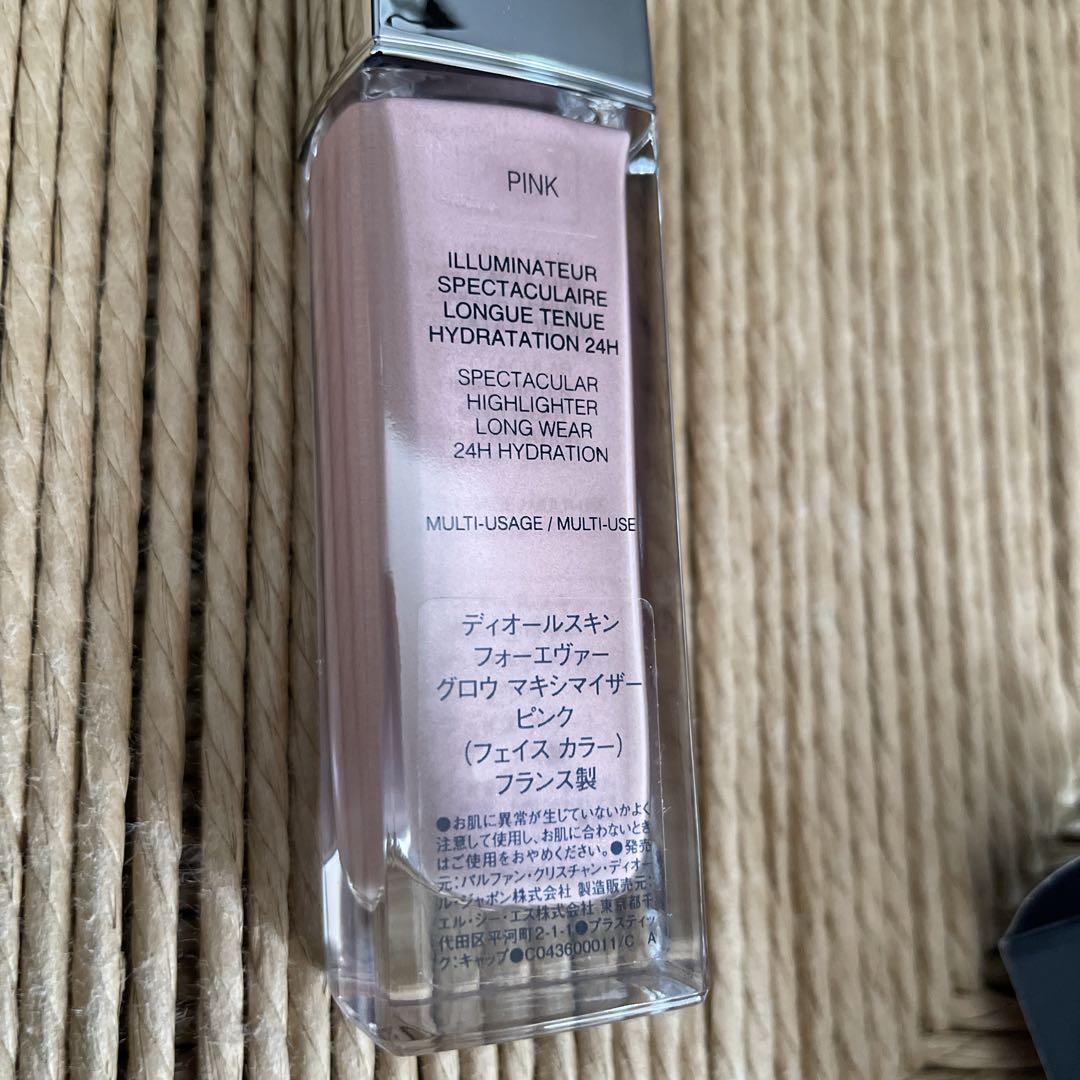 PINK
ILLUMINATEUR
SPECTACULAIRE
LONGUE TENUE
HYDRATATION 24H
SPECTACULAR
HIGHLIGHTER
LONG WEAR
24H HYDRATION
MULTI-USAGE / MULTI-USE
ディオールスキン
フォーエヴァー
グロウ マキシマイザー
ピンク
(フェイス カラー)
フランス製
●お肌に異常が生じていないかよく
注意して使用し、お肌に合わないとき
はご使用をおやめください。●発売
元:パルファン・クリスチャン・ディオー
ル・ジャポン株式会社 製造販売元:
エル・シー・エス株式会社 東京都千
代田区平河町2-1-1●プラスティッ
ク:キャップ●C043600011/C A